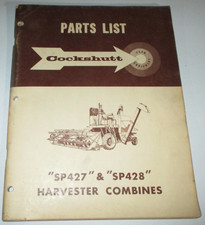 PARTS LIST
Cockshutt
"SP427" & "SP428"
HARVESTER COMBINES